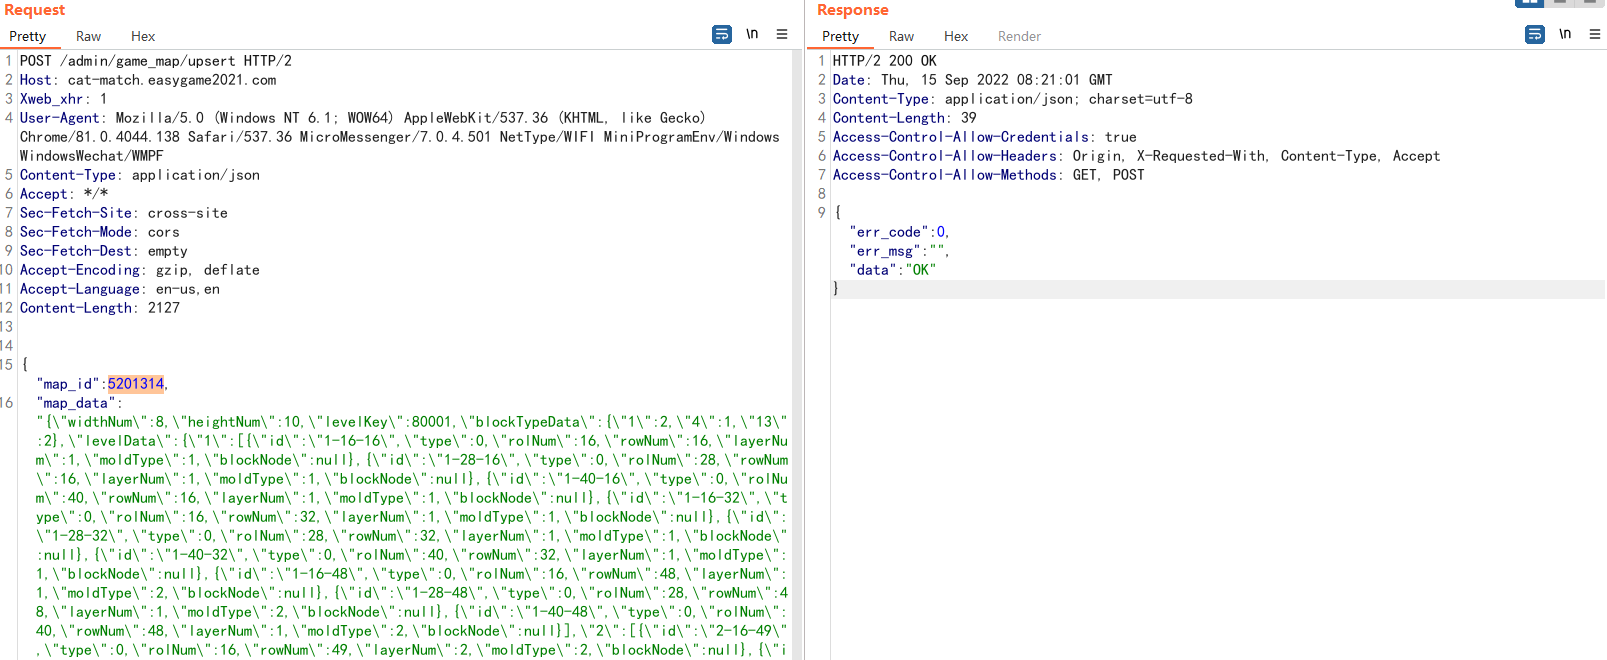 Request
Pretty Raw Hex \n
1 POST /admin/game_map/upsert HTTP/2
2 Host: cat-match.easygame2021.com
3 Xweb_xhr: 1
4 User-Agent: Mozilla/5.0 (Windows NT 6.1; WOW64) AppleWebKit/537.36 (KHTML, like Gecko)
Chrome/81.0.4044.138 Safari/537.36 MicroMessenger/7.0.4.501 NetType/WIFI MiniProgramEnv/Windows
WindowsWechat/WMPF
5 Content-Type: application/json
6 Accept: */*
7 Sec-Fetch-Site: cross-site
8 Sec-Fetch-Mode: cors
9 Sec-Fetch-Dest: empty
10 Accept-Encoding: gzip, deflate
11 Accept-Language: en-us,en
12 Content-Length: 2127
13
14
15 {
"map_id":5201314,
16 "map_data":
"{\"widthNum\":8,\"heightNum\":10,\"levelKey\":80001,\"blockTypeData\":{\"1\":2,\"4\":1,\"13\"
:2},\"levelData\":{\"1\":[{\"id\":\"1-16-16\",\"type\":0,\"rolNum\":16,\"rowNum\":16,\"layerNu
m\":1,\"moldType\":1,\"blockNode\":null},{\"id\":\"1-28-16\",\"type\":0,\"rolNum\":28,\"rowNum
\":16,\"layerNum\":1,\"moldType\":1,\"blockNode\":null},{\"id\":\"1-40-16\",\"type\":0,\"rolNu
m\":40,\"rowNum\":16,\"layerNum\":1,\"moldType\":1,\"blockNode\":null},{\"id\":\"1-16-32\",\"t
ype\":0,\"rolNum\":16,\"rowNum\":32,\"layerNum\":1,\"moldType\":1,\"blockNode\":null},{\"id\":
\"1-28-32\",\"type\":0,\"rolNum\":28,\"rowNum\":32,\"layerNum\":1,\"moldType\":1,\"blockNode\"
:null},{\"id\":\"1-40-32\",\"type\":0,\"rolNum\":40,\"rowNum\":32,\"layerNum\":1,\"moldType\":
1,\"blockNode\":null},{\"id\":\"1-16-48\",\"type\":0,\"rolNum\":16,\"rowNum\":48,\"layerNum\":
1,\"moldType\":2,\"blockNode\":null},{\"id\":\"1-28-48\",\"type\":0,\"rolNum\":28,\"rowNum\":4
8,\"layerNum\":1,\"moldType\":2,\"blockNode\":null},{\"id\":\"1-40-48\",\"type\":0,\"rolNum\":
40,\"rowNum\":48,\"layerNum\":1,\"moldType\":2,\"blockNode\":null}],\"2\":[{\"id\":\"2-16-49\"
,\"type\":0,\"rolNum\":16,\"rowNum\":49,\"layerNum\":2,\"moldType\":2,\"blockNode\":null},{\"i
Response
Pretty Raw Hex Render \n
1 HTTP/2 200 OK
2 Date: Thu, 15 Sep 2022 08:21:01 GMT
3 Content-Type: application/json; charset=utf-8
4 Content-Length: 39
5 Access-Control-Allow-Credentials: true
6 Access-Control-Allow-Headers: Origin, X-Requested-With, Content-Type, Accept
7 Access-Control-Allow-Methods: GET, POST
8
9 {
"err_code":0,
"err_msg":"",
"data":"OK"
}